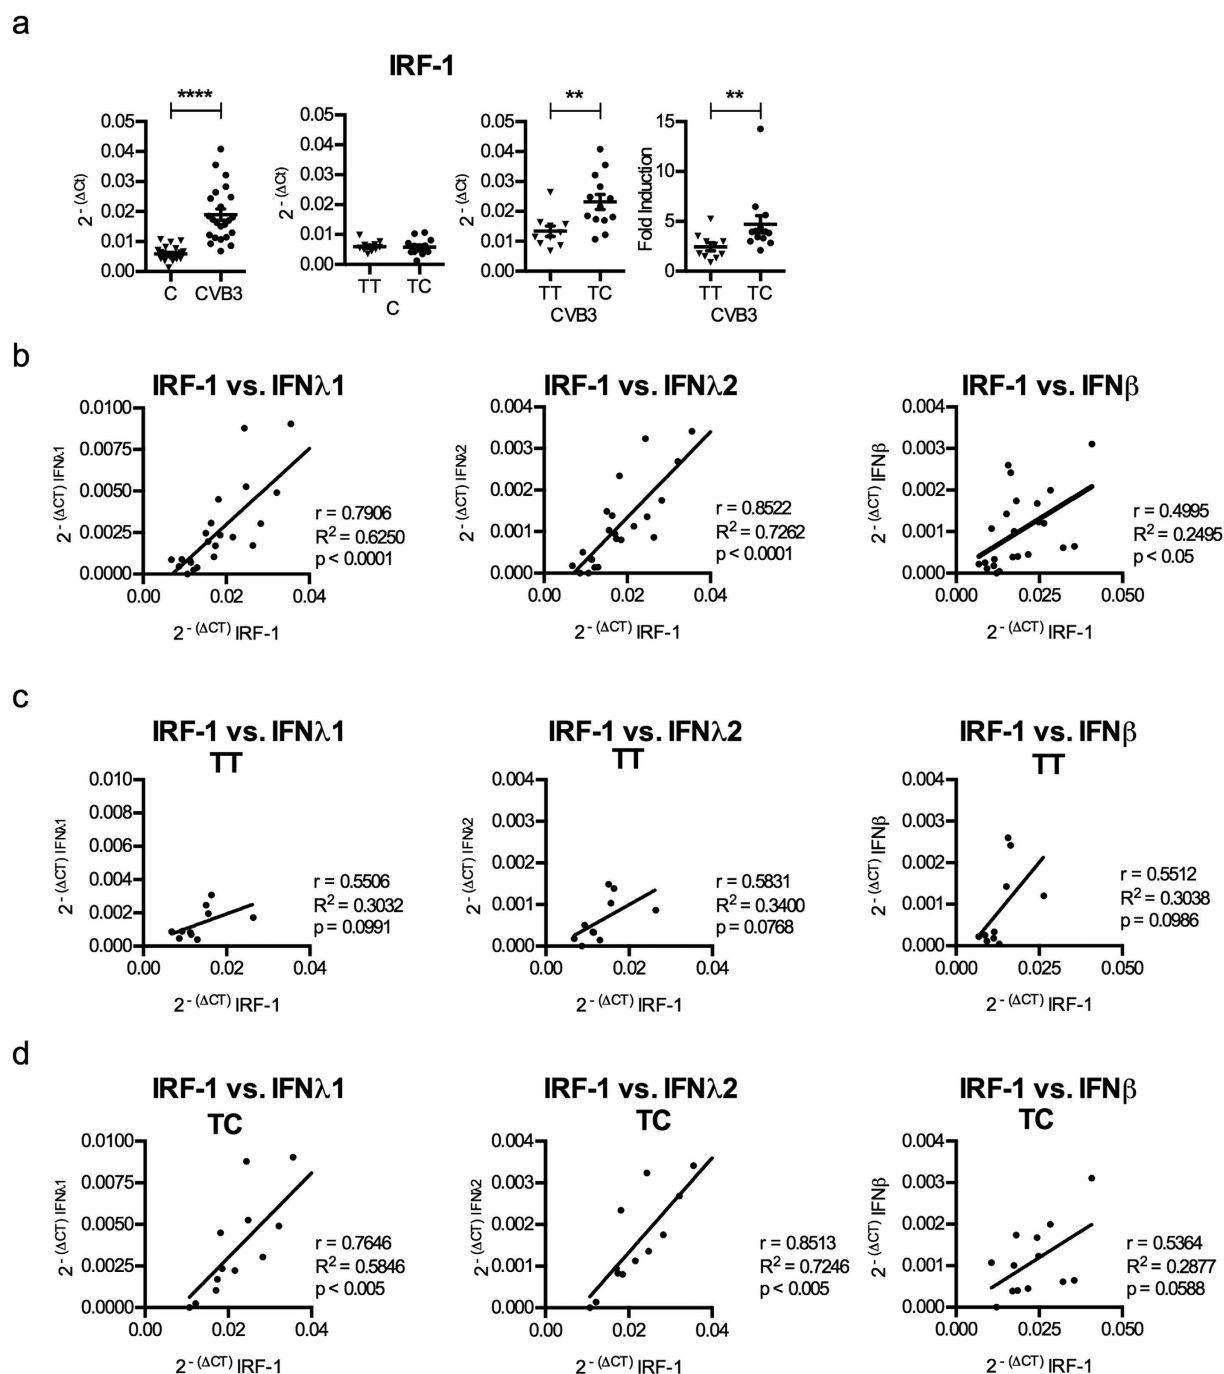 a
IRF-1
**** ** **
0.05 0.05 0.05 15
0.04 0.04 0.04
0.03 0.03 0.03 10
0.02 0.02 0.02
0.01 0.01 0.01 5
0.00 0.00 0.00 0
2^-(ΔCt) 2^-(ΔCt) 2^-(ΔCt) Fold Induction
C CVB3 TT TC TT TC TT TC
C CVB3 CVB3
b
IRF-1 vs. IFNλ1 IRF-1 vs. IFNλ2 IRF-1 vs. IFNβ
0.0100 0.004 0.004
0.0075 0.003 0.003
0.0050 0.002 0.002
0.0025 0.001 0.001
0.0000 0.000 0.000
2^-(ΔCT) IFNλ1 2^-(ΔCT) IFNλ2 2^-(ΔCT) IFNβ
r = 0.7906 r = 0.8522 r = 0.4995
R² = 0.6250 R² = 0.7262 R² = 0.2495
p < 0.0001 p < 0.0001 p < 0.05
0.00 0.02 0.04 0.00 0.02 0.04 0.000 0.025 0.050
2^-(ΔCT) IRF-1 2^-(ΔCT) IRF-1 2^-(ΔCT) IRF-1
c
IRF-1 vs. IFNλ1 IRF-1 vs. IFNλ2 IRF-1 vs. IFNβ
TT TT TT
0.010 0.004 0.004
0.008 0.003 0.003
0.006 0.002 0.002
0.004 0.001 0.001
0.002 0.000 0.000
0.000
2^-(ΔCT) IFNλ1 2^-(ΔCT) IFNλ2 2^-(ΔCT) IFNβ
r = 0.5506 r = 0.5831 r = 0.5512
R² = 0.3032 R² = 0.3400 R² = 0.3038
p = 0.0991 p = 0.0768 p = 0.0986
0.00 0.02 0.04 0.00 0.02 0.04 0.000 0.025 0.050
2^-(ΔCT) IRF-1 2^-(ΔCT) IRF-1 2^-(ΔCT) IRF-1
d
IRF-1 vs. IFNλ1 IRF-1 vs. IFNλ2 IRF-1 vs. IFNβ
TC TC TC
0.0100 0.004 0.004
0.0075 0.003 0.003
0.0050 0.002 0.002
0.0025 0.001 0.001
0.0000 0.000 0.000
2^-(ΔCT) IFNλ1 2^-(ΔCT) IFNλ2 2^-(ΔCT) IFNβ
r = 0.7646 r = 0.8513 r = 0.5364
R² = 0.5846 R² = 0.7246 R² = 0.2877
p < 0.005 p < 0.005 p = 0.0588
0.00 0.02 0.04 0.00 0.02 0.04 0.000 0.025 0.050
2^-(ΔCT) IRF-1 2^-(ΔCT) IRF-1 2^-(ΔCT) IRF-1